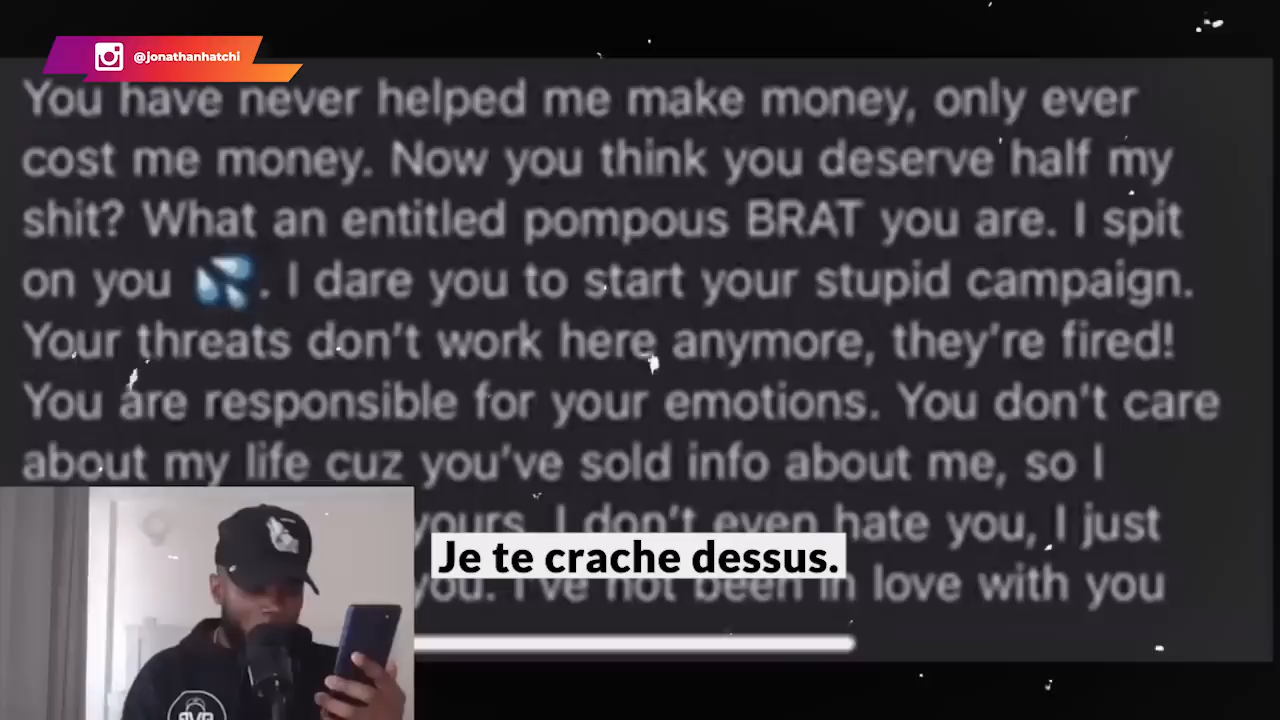 @jonathanhatchi
You have never helped me make money, only ever
cost me money. Now you think you deserve half my
shit? What an entitled pompous BRAT you are. I spit
on you 💦. I dare you to start your stupid campaign.
Your threats don't work here anymore, they're fired!
You are responsible for your emotions. You don't care
about my life cuz you've sold info about me, so I
yours. I don't even hate you, I just
Je te crache dessus.
you. I've not been in love with you